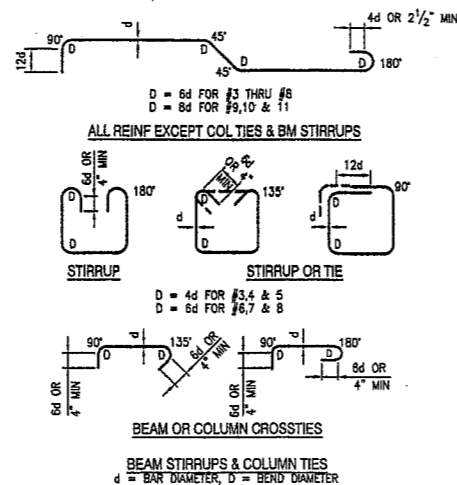 4d OR 2½" MIN
90° d 45°
12d D D D D 180°
45°
D = 6d FOR #3 THRU #8
D = 8d FOR #9,10 & 11
ALL REINF EXCEPT COL TIES & BM STIRRUPS
6d OR 4" MIN
D 180°
D
STIRRUP
6d OR 4" MIN
D 135°
d D
12d
D 90°
d D
STIRRUP OR TIE
D = 4d FOR #3,4 & 5
D = 6d FOR #6,7 & 8
90° d 135°
D D
6d OR 4" MIN
6d OR 4" MIN
90° d 180°
D D
6d OR 4" MIN
6d OR
4" MIN
BEAM OR COLUMN CROSSTIES
BEAM STIRRUPS & COLUMN TIES
d = BAR DIAMETER, D = BEND DIAMETER